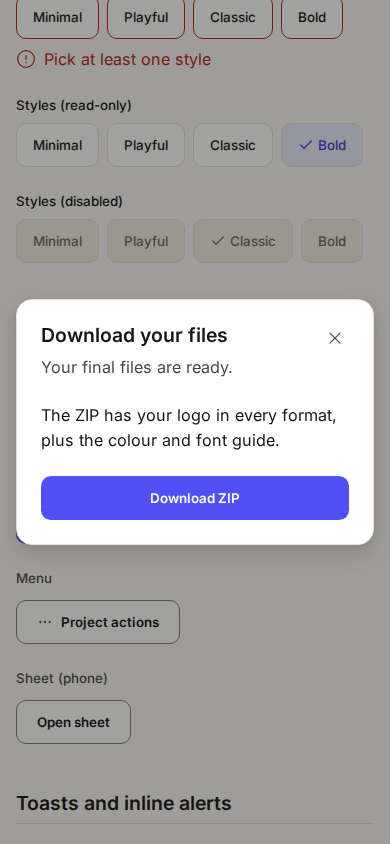 Minimal
Playful
Classic
Bold
Pick at least one style
Styles (read-only)
Minimal
Playful
Classic
Bold
Styles (disabled)
Minimal
Playful
Classic
Bold
Download your files
Your final files are ready.
The ZIP has your logo in every format,
plus the colour and font guide.
Download ZIP
Menu
Project actions
Sheet (phone)
Open sheet
Toasts and inline alerts